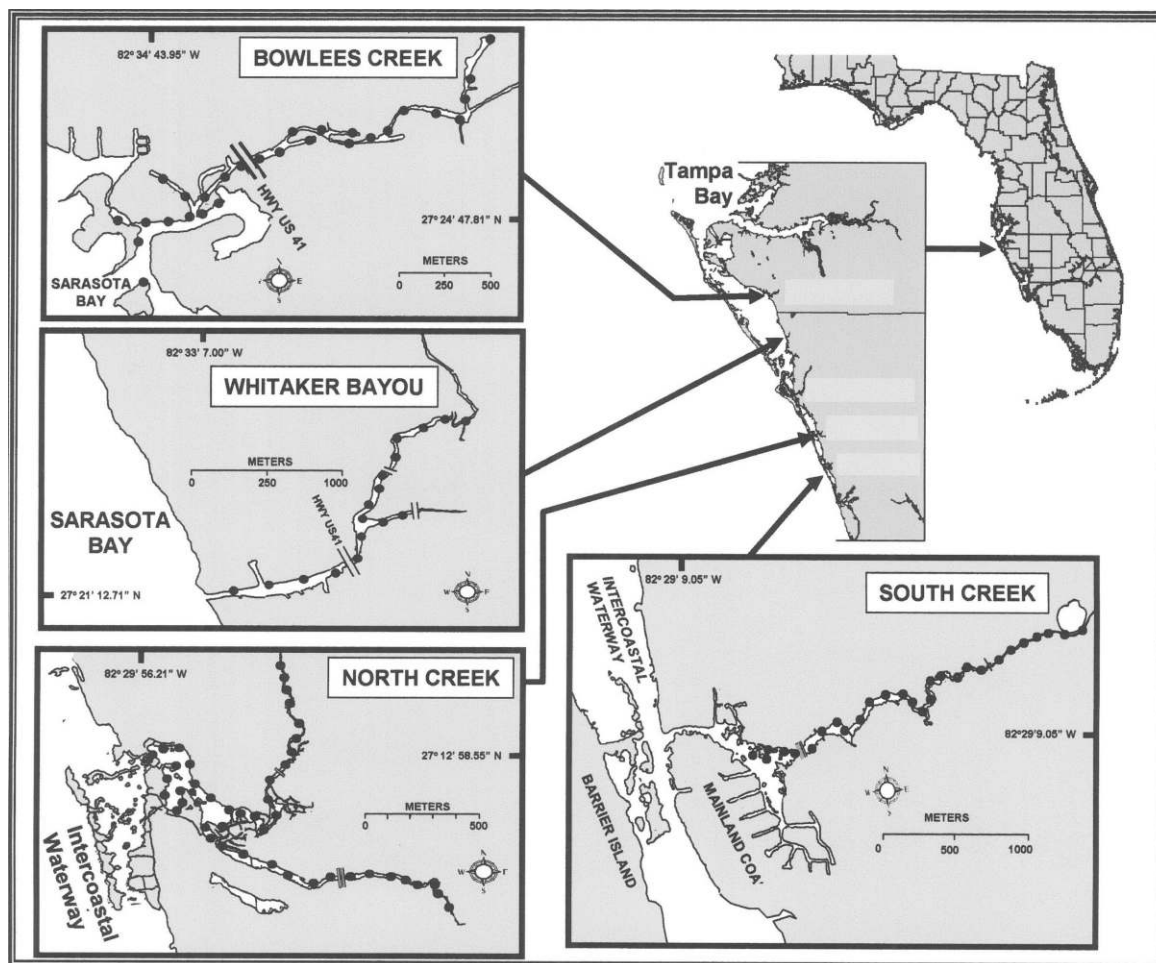 82° 34' 43.95" W
BOWLEES CREEK
HWY US 41
27° 24' 47.81" N
METERS
500 250 0 500
SARASOTA
BAY
N
E
S
Tampa
Bay
82° 33' 7.00" W
WHITAKER BAYOU
METERS
0 250 1000
HWY US41
SARASOTA
BAY
27° 21' 12.71" N
N
W
S
82° 29' 56.21" W
NORTH CREEK
27° 12' 58.55" N
METERS
0 500
Intercoastal
Waterway
N
W
S
82° 29' 9.05" W
SOUTH CREEK
INTERCOASTAL
WATERWAY
82° 29'9.05" W
BARRIER ISLAND
MAINLAND COA'
N
W E
S
METERS
0 500 1000